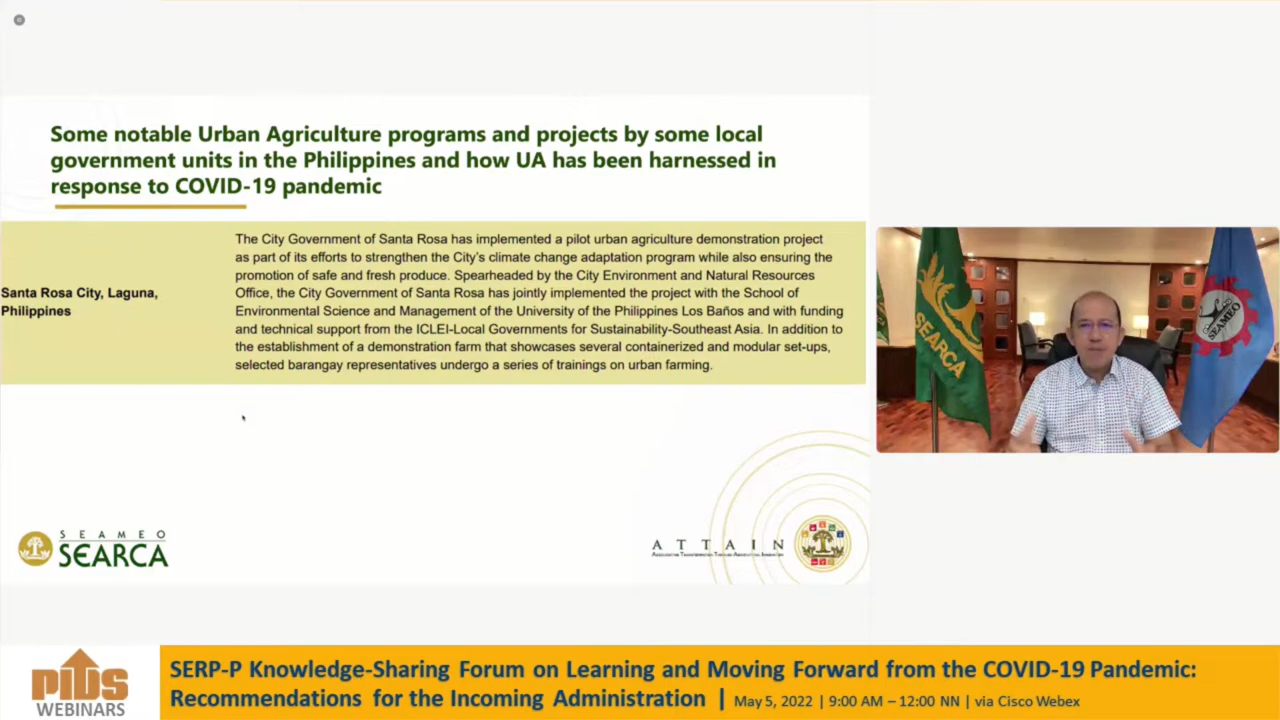 Some notable Urban Agriculture programs and projects by some local
government units in the Philippines and how UA has been harnessed in
response to COVID-19 pandemic
Santa Rosa City, Laguna,
Philippines
The City Government of Santa Rosa has implemented a pilot urban agriculture demonstration project
as part of its efforts to strengthen the City's climate change adaptation program while also ensuring the
promotion of safe and fresh produce. Spearheaded by the City Environment and Natural Resources
Office, the City Government of Santa Rosa has jointly implemented the project with the School of
Environmental Science and Management of the University of the Philippines Los Baños and with funding
and technical support from the ICLEI-Local Governments for Sustainability-Southeast Asia. In addition to
the establishment of a demonstration farm that showcases several containerized and modular set-ups,
selected barangay representatives undergo a series of trainings on urban farming.
SEARCA
SEAMEO
SEAMEO
SEARCA
ATTAIN
Accelerating Transformation Through Agricultural Innovation
PIDS
WEBINARS
SERP-P Knowledge-Sharing Forum on Learning and Moving Forward from the COVID-19 Pandemic:
Recommendations for the Incoming Administration | May 5, 2022 | 9:00 AM – 12:00 NN | via Cisco Webex